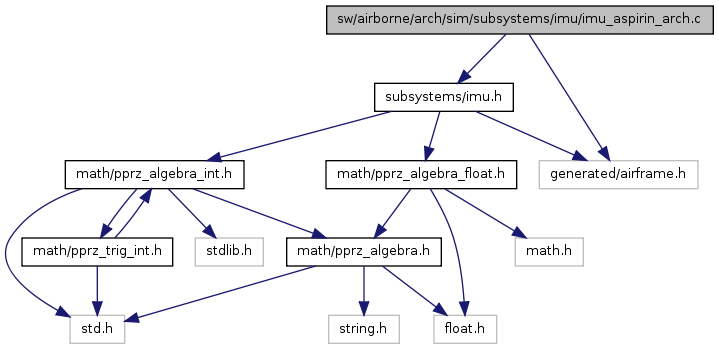 sw/airborne/arch/sim/subsystems/imu/imu_aspirin_arch.c
subsystems/imu.h
math/pprz_algebra_int.h
math/pprz_algebra_float.h
generated/airframe.h
math/pprz_trig_int.h
stdlib.h
math/pprz_algebra.h
math.h
std.h
string.h
float.h